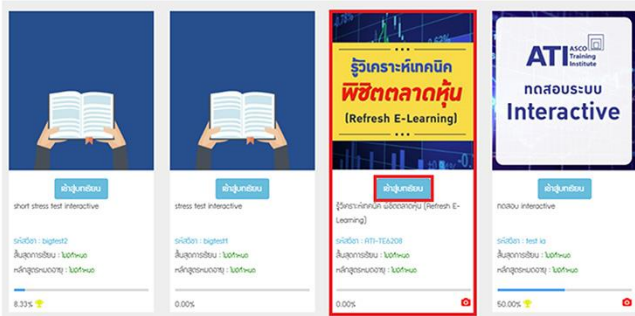 เข้าสู่บทเรียน
short stress test interactive
รหัสวิชา : bigtest2
สิ้นสุดการเรียน : ไม่กำหนด
หลักสูตรหมดอายุ : ไม่กำหนด
8.33%
เข้าสู่บทเรียน
stress test interactive
รหัสวิชา : bigtest1
สิ้นสุดการเรียน : ไม่กำหนด
หลักสูตรหมดอายุ : ไม่กำหนด
0.00%
รู้วิเคราะห์เทคนิค
พิชิตตลาดหุ้น
(Refresh E-Learning)
เข้าสู่บทเรียน
รู้วิเคราะห์เทคนิค พิชิตตลาดหุ้น (Refresh E-
Learning)
รหัสวิชา : ATI-TE6208
สิ้นสุดการเรียน : ไม่กำหนด
หลักสูตรหมดอายุ : ไม่กำหนด
0.00%
ATI ASCO
Training
Institute
ทดสอบระบบ
Interactive
เข้าสู่บทเรียน
ทดสอบ interactive
รหัสวิชา : test io
สิ้นสุดการเรียน : ไม่กำหนด
หลักสูตรหมดอายุ : ไม่กำหนด
50.00%